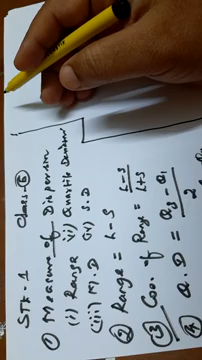 STA-1 Class-6
① Measure of Dispersion
(i) Range (ii) Quartile Deviation
(iii) M.D (iv) S.D
② Range = L-S
③ Coe. of Range = L-S / L+S
④ Q.D = Q₃-Q₁ / 2